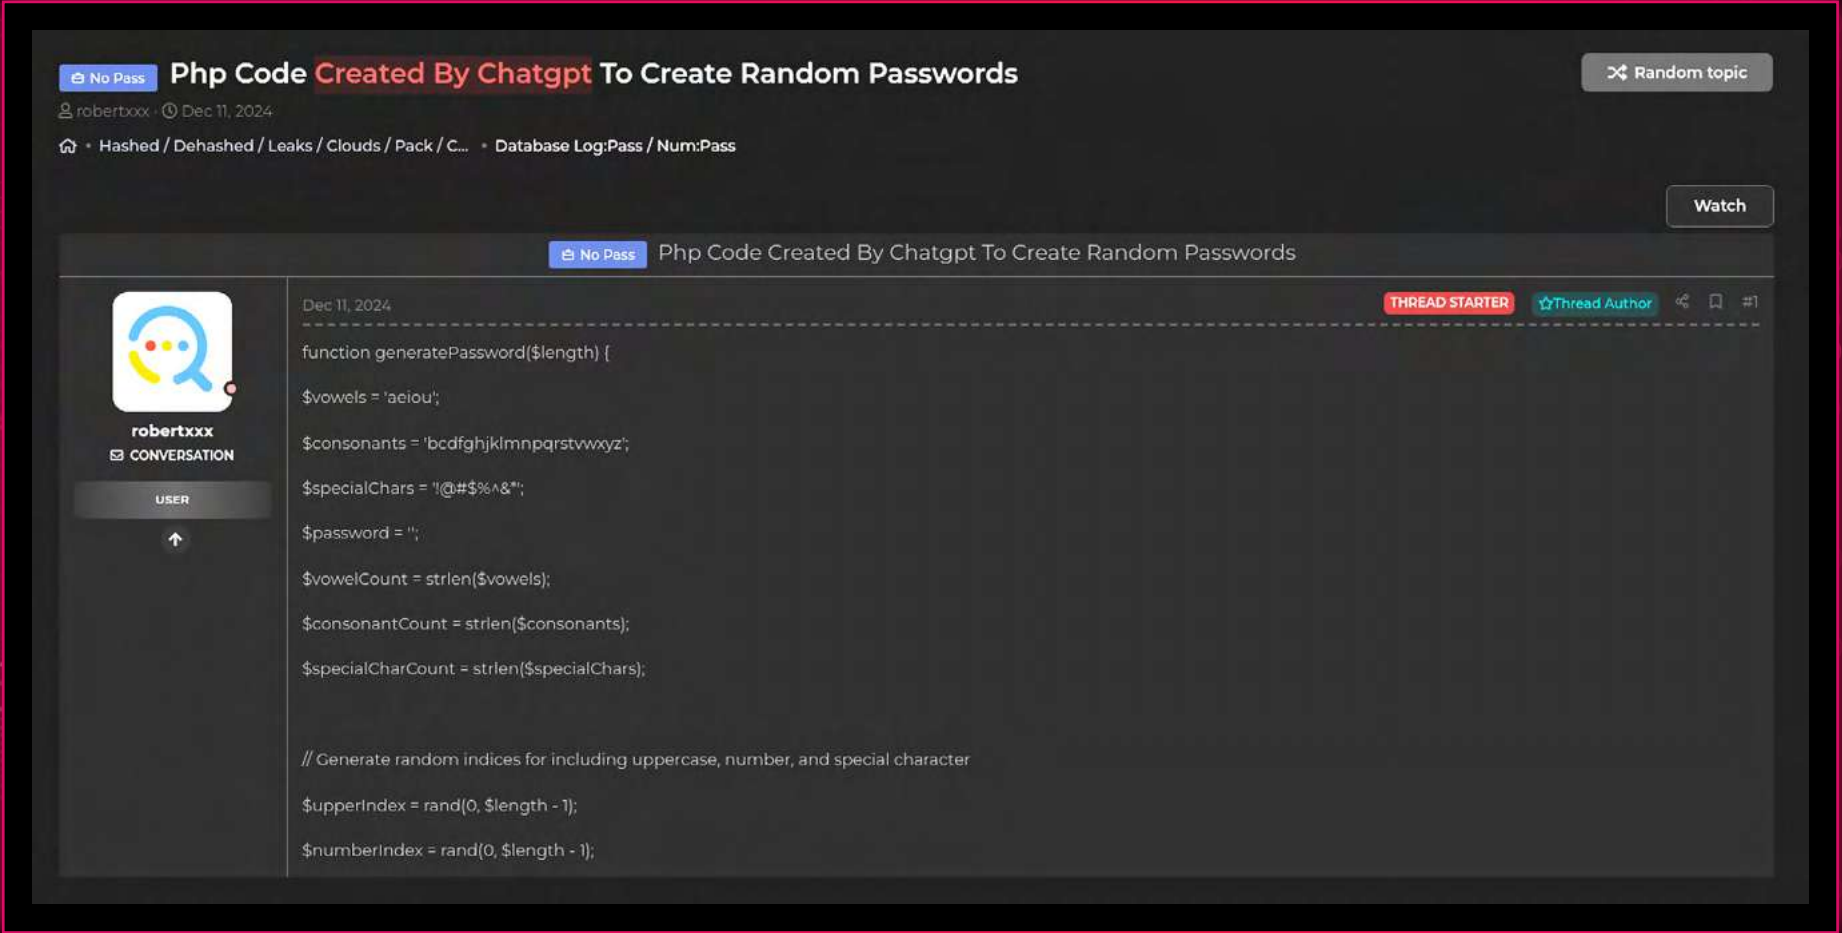 No Pass Php Code Created By Chatgpt To Create Random Passwords
Random topic
robertxxx · Dec 11, 2024
Hashed / Dehashed / Leaks / Clouds / Pack / C... • Database Log:Pass / Num:Pass
Watch
No Pass Php Code Created By Chatgpt To Create Random Passwords
robertxxx
CONVERSATION
USER
Dec 11, 2024
THREAD STARTER
Thread Author
#1
function generatePassword($length) {
$vowels = 'aeiou';
$consonants = 'bcdfghjklmnpqrstvwxyz';
$specialChars = '!@#$%^&*';
$password = '';
$vowelCount = strlen($vowels);
$consonantCount = strlen($consonants);
$specialCharCount = strlen($specialChars);
// Generate random indices for including uppercase, number, and special character
$upperIndex = rand(0, $length - 1);
$numberIndex = rand(0, $length - 1);